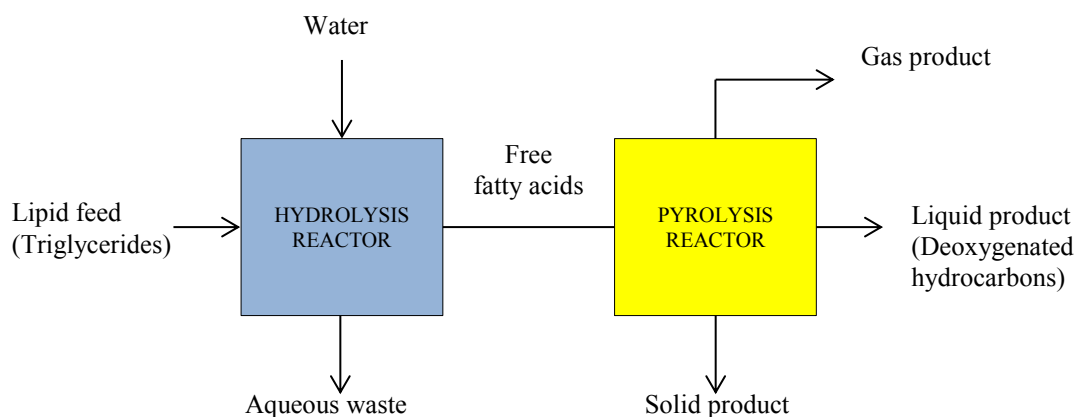 Water
Gas product
Free
fatty acids
Lipid feed
(Triglycerides)
HYDROLYSIS
REACTOR
PYROLYSIS
REACTOR
Liquid product
(Deoxygenated
hydrocarbons)
Aqueous waste
Solid product